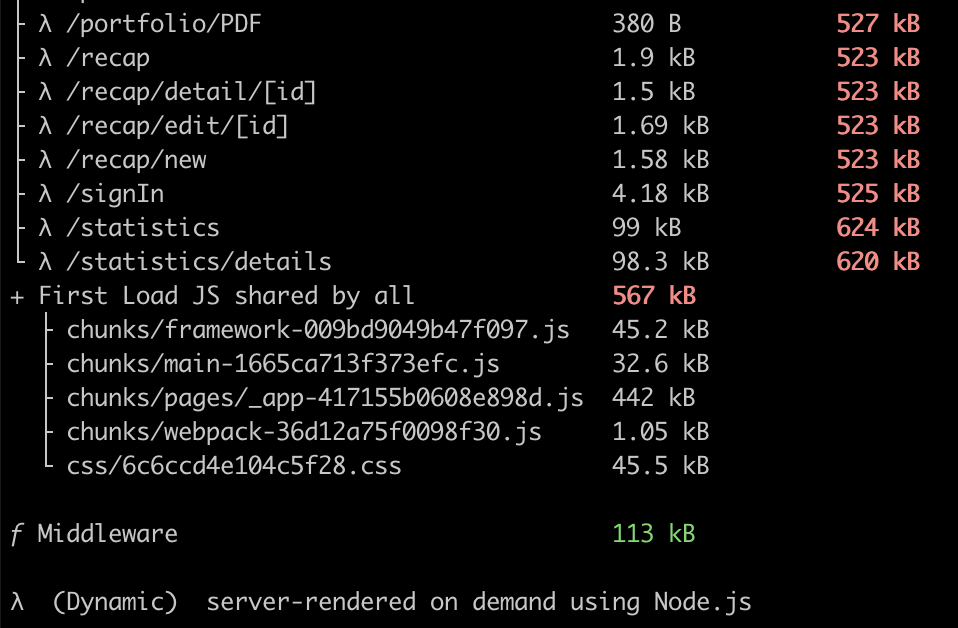 ├ λ /portfolio/PDF 380 B 527 kB
├ λ /recap 1.9 kB 523 kB
├ λ /recap/detail/[id] 1.5 kB 523 kB
├ λ /recap/edit/[id] 1.69 kB 523 kB
├ λ /recap/new 1.58 kB 523 kB
├ λ /signIn 4.18 kB 525 kB
├ λ /statistics 99 kB 624 kB
└ λ /statistics/details 98.3 kB 620 kB
+ First Load JS shared by all 567 kB
├ chunks/framework-009bd9049b47f097.js 45.2 kB
├ chunks/main-1665ca713f373efc.js 32.6 kB
├ chunks/pages/_app-417155b0608e898d.js 442 kB
├ chunks/webpack-36d12a75f0098f30.js 1.05 kB
└ css/6c6ccd4e104c5f28.css 45.5 kB
ƒ Middleware 113 kB
λ (Dynamic) server-rendered on demand using Node.js